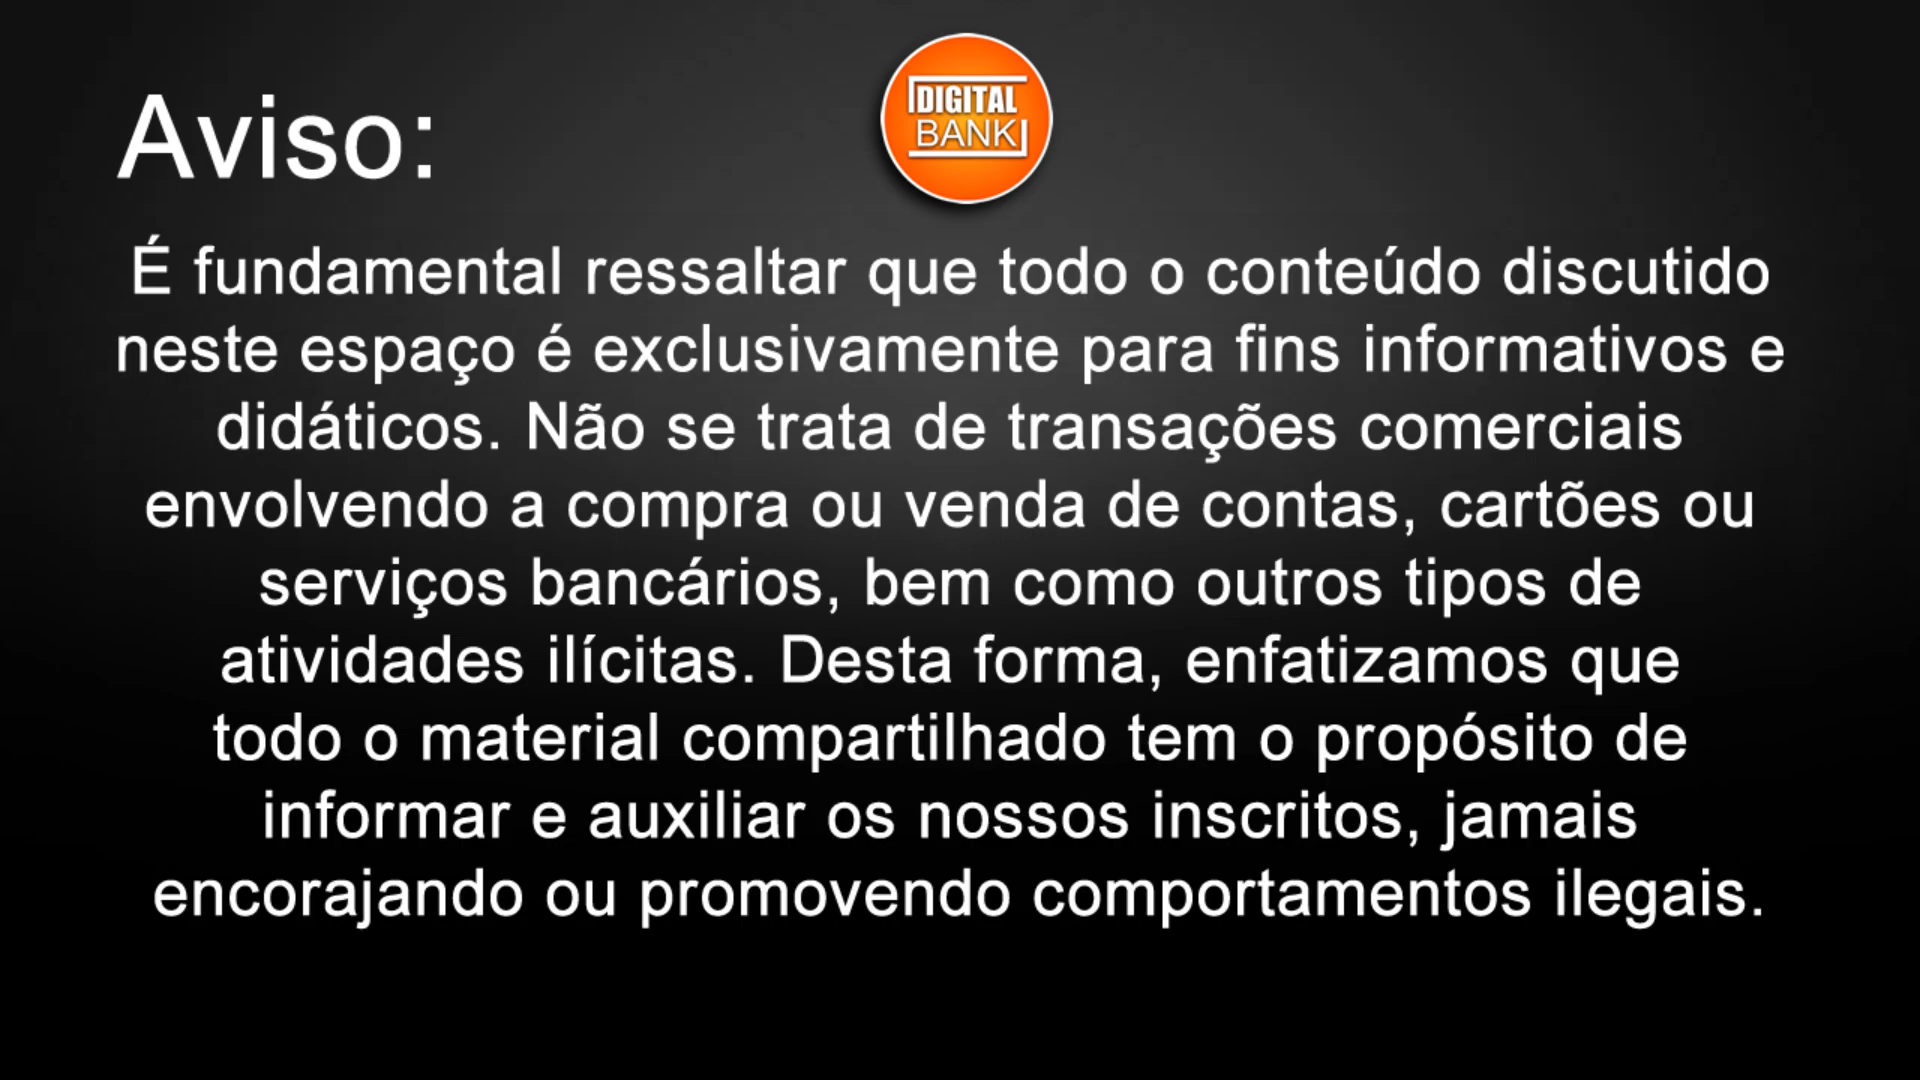 DIGITAL
BANK
Aviso:
É fundamental ressaltar que todo o conteúdo discutido
neste espaço é exclusivamente para fins informativos e
didáticos. Não se trata de transações comerciais
envolvendo a compra ou venda de contas, cartões ou
serviços bancários, bem como outros tipos de
atividades ilícitas. Desta forma, enfatizamos que
todo o material compartilhado tem o propósito de
informar e auxiliar os nossos inscritos, jamais
encorajando ou promovendo comportamentos ilegais.